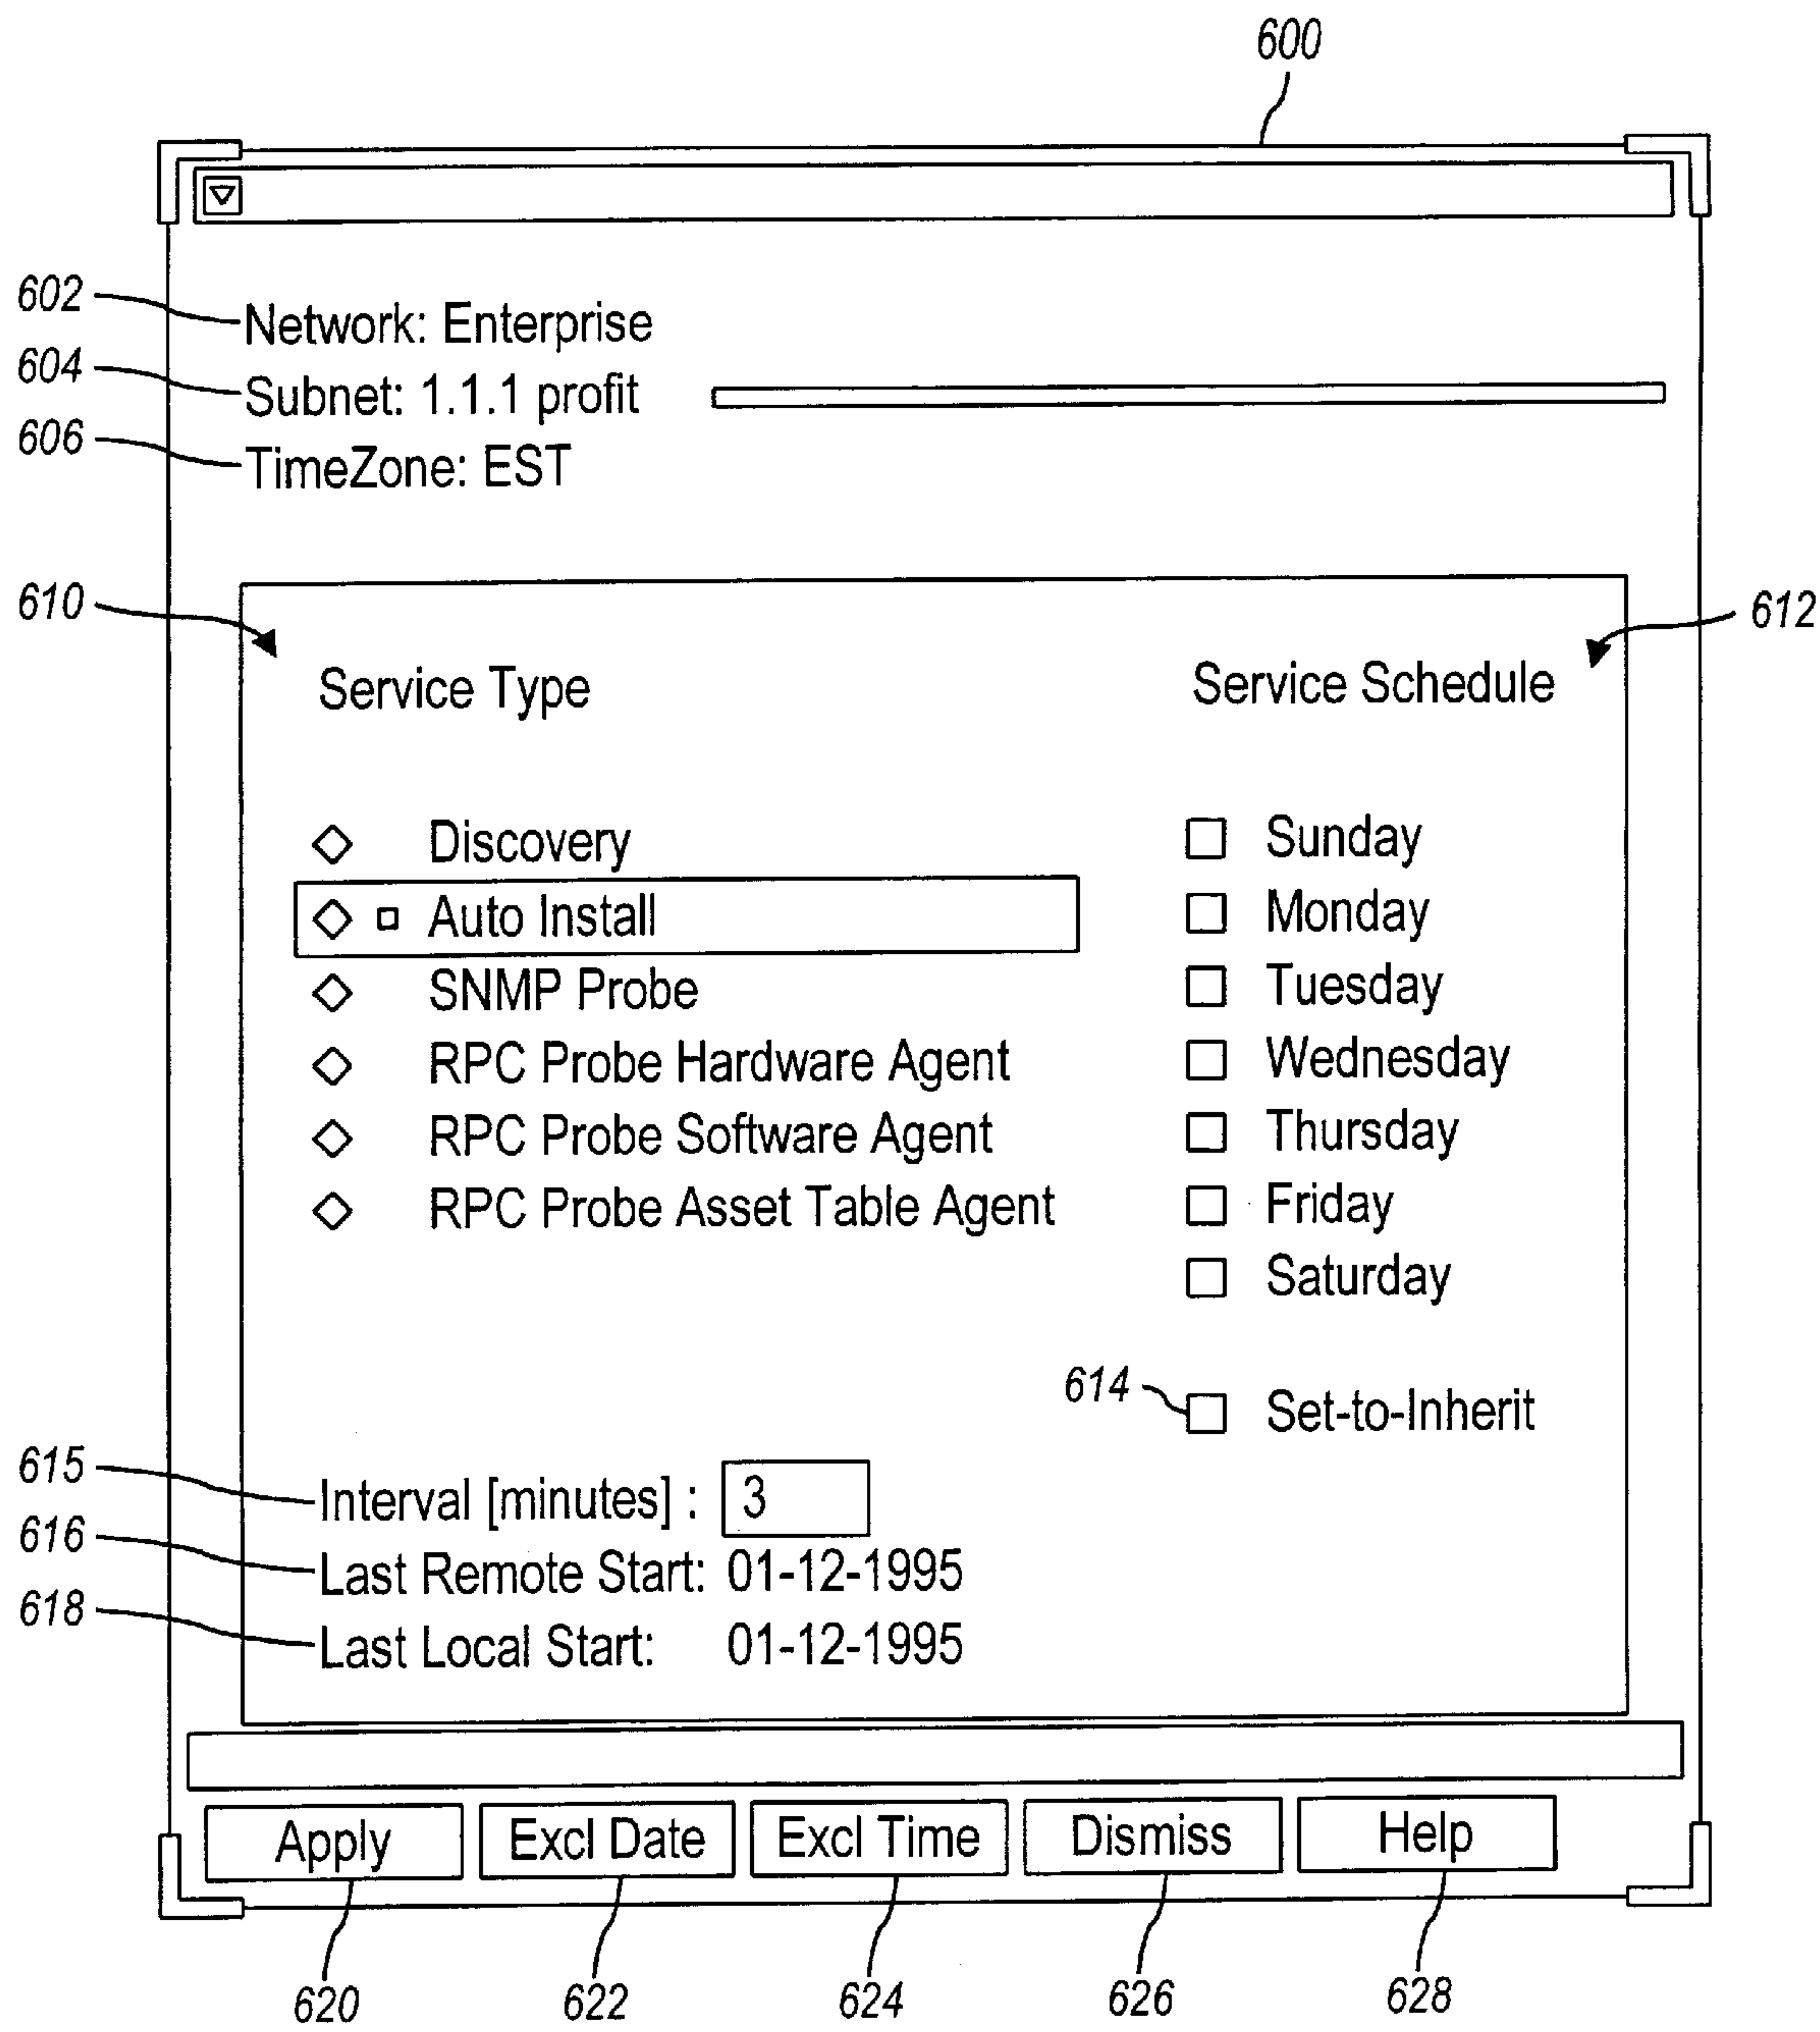 600
602
Network: Enterprise
604
Subnet: 1.1.1 profit
606
TimeZone: EST
610
612
Service Type
Service Schedule
Discovery
Auto Install
SNMP Probe
RPC Probe Hardware Agent
RPC Probe Software Agent
RPC Probe Asset Table Agent
Sunday
Monday
Tuesday
Wednesday
Thursday
Friday
Saturday
614
Set-to-Inherit
615
Interval [minutes] : 3
616
Last Remote Start: 01-12-1995
618
Last Local Start: 01-12-1995
Apply Excl Date Excl Time Dismiss Help
620 622 624 626 628